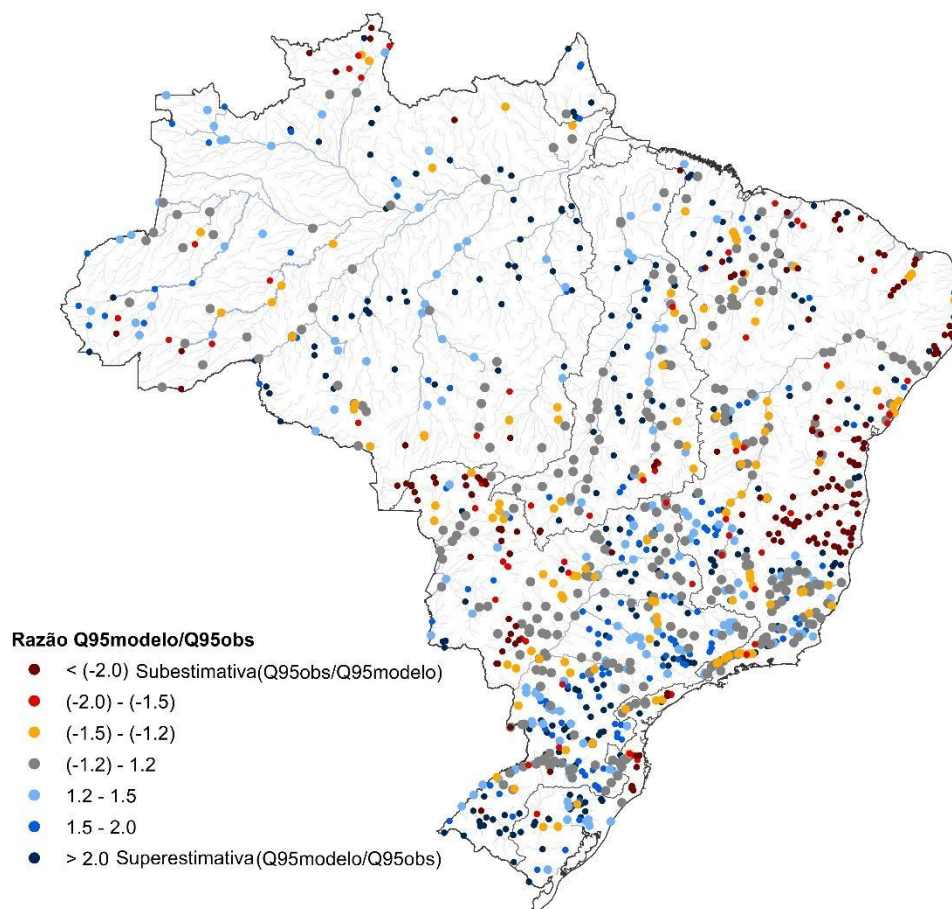 Razão Q95modelo/Q95obs
< (-2.0) Subestimativa(Q95obs/Q95modelo)
(-2.0) - (-1.5)
(-1.5) - (-1.2)
(-1.2) - 1.2
1.2 - 1.5
1.5 - 2.0
> 2.0 Superestimativa(Q95modelo/Q95obs)